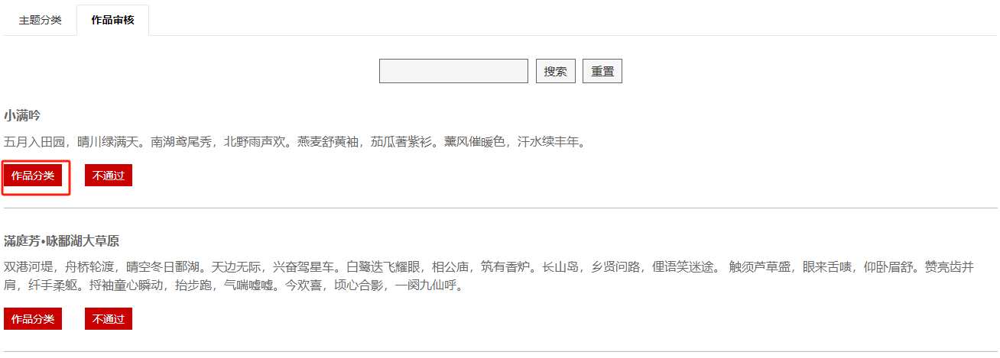 主题分类 作品审核
搜索 重置
小满吟
五月入田园，晴川绿满天。南湖鸢尾秀，北野雨声欢。燕麦舒黄袖，茄瓜著紫衫。薰风催暖色，汗水续丰年。
作品分类 不通过
滿庭芳•咏鄱湖大草原
双港河堤，舟桥轮渡，晴空冬日鄱湖。天边无际，兴奋驾星车。白鹭迭飞耀眼，相公庙，筑有香炉。长山岛，乡贤问路，俚语笑迷途。 触须芦草盛，眼来舌啧，仰卧眉舒。赞亮齿并
肩，纤手柔躯。捋袖童心瞬动，抬步跑，气喘嘘嘘。今欢喜，顷心合影，一阕九仙呼。
作品分类 不通过